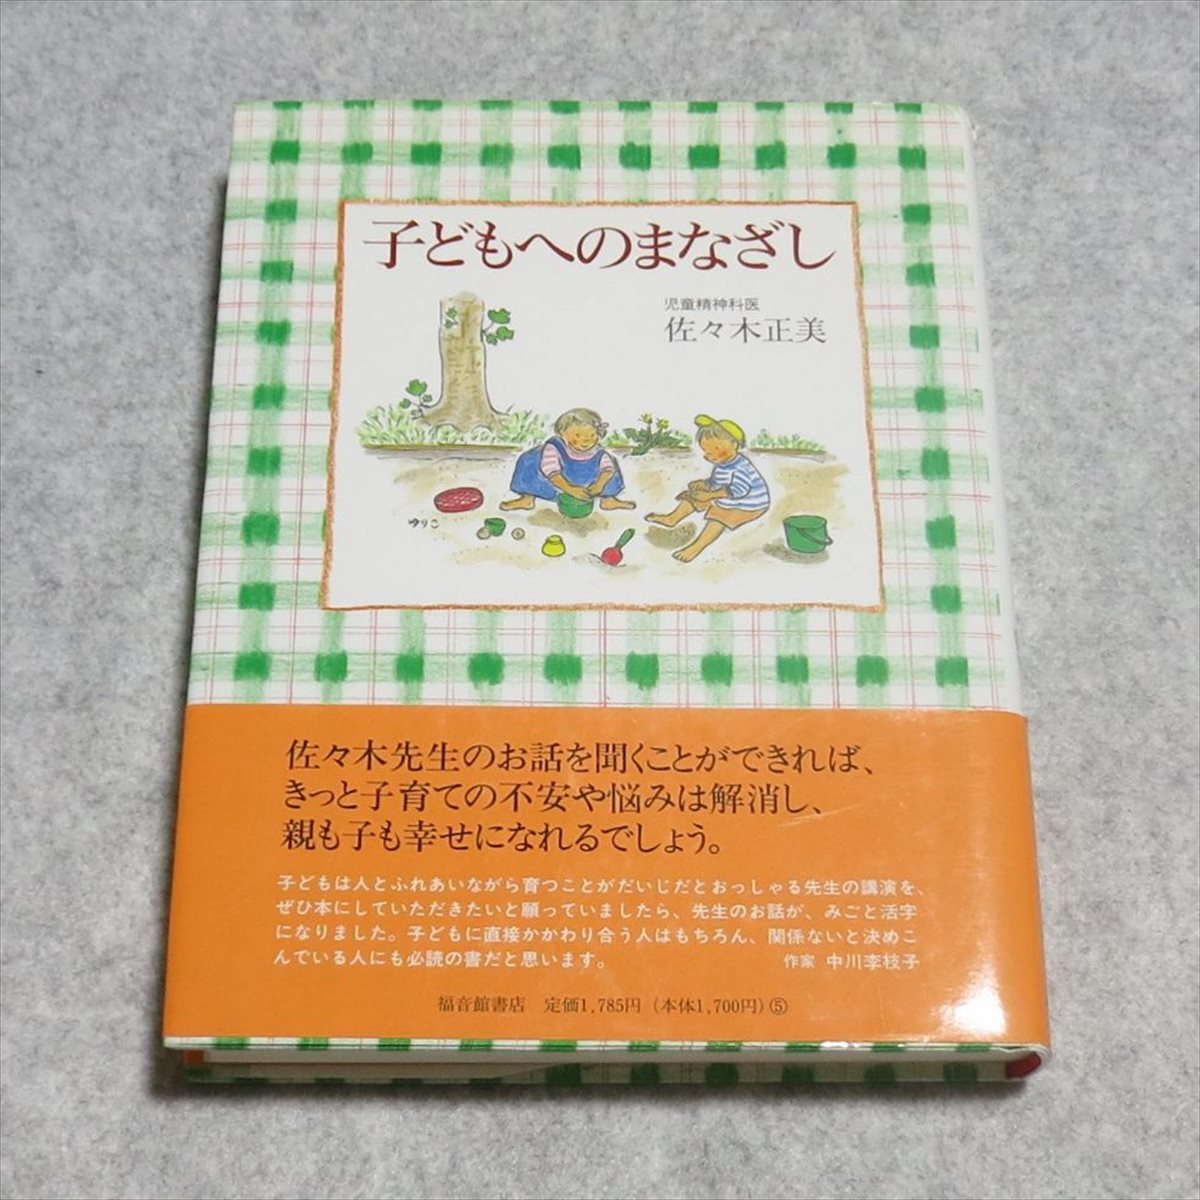 子どもへのまなざし
児童精神科医
佐々木正美
ゆりこ
佐々木先生のお話を聞くことができれば、
きっと子育ての不安や悩みは解消し、
親も子も幸せになれるでしょう。
子どもは人とふれあいながら育つことがだいじだとおっしゃる先生の講演を、
ぜひ本にしていただきたいと願っていましたら、先生のお話が、みごと活字
になりました。子どもに直接かかわり合う人はもちろん、関係ないと決めこ
んでいる人にも必読の書だと思います。 作家 中川李枝子
福音館書店 定価1,785円（本体1,700円）⑤